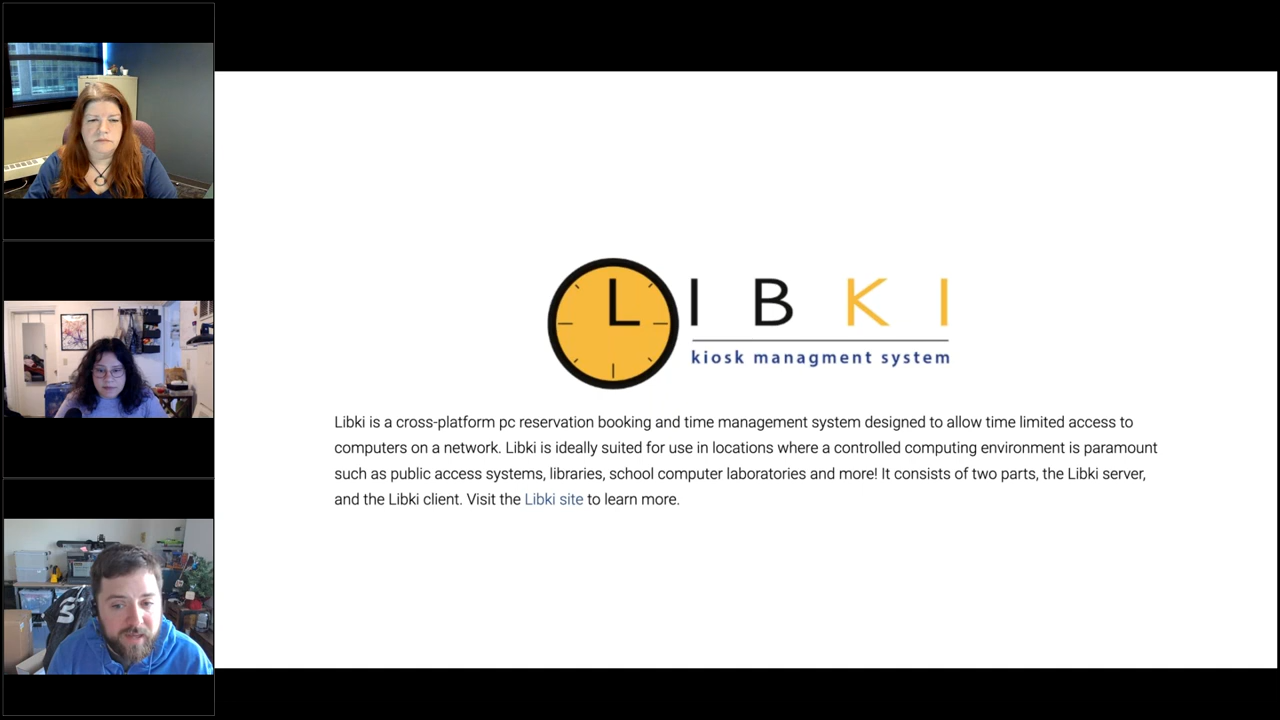 LIBKI
kiosk managment system
Libki is a cross-platform pc reservation booking and time management system designed to allow time limited access to
computers on a network. Libki is ideally suited for use in locations where a controlled computing environment is paramount
such as public access systems, libraries, school computer laboratories and more! It consists of two parts, the Libki server,
and the Libki client. Visit the Libki site to learn more.